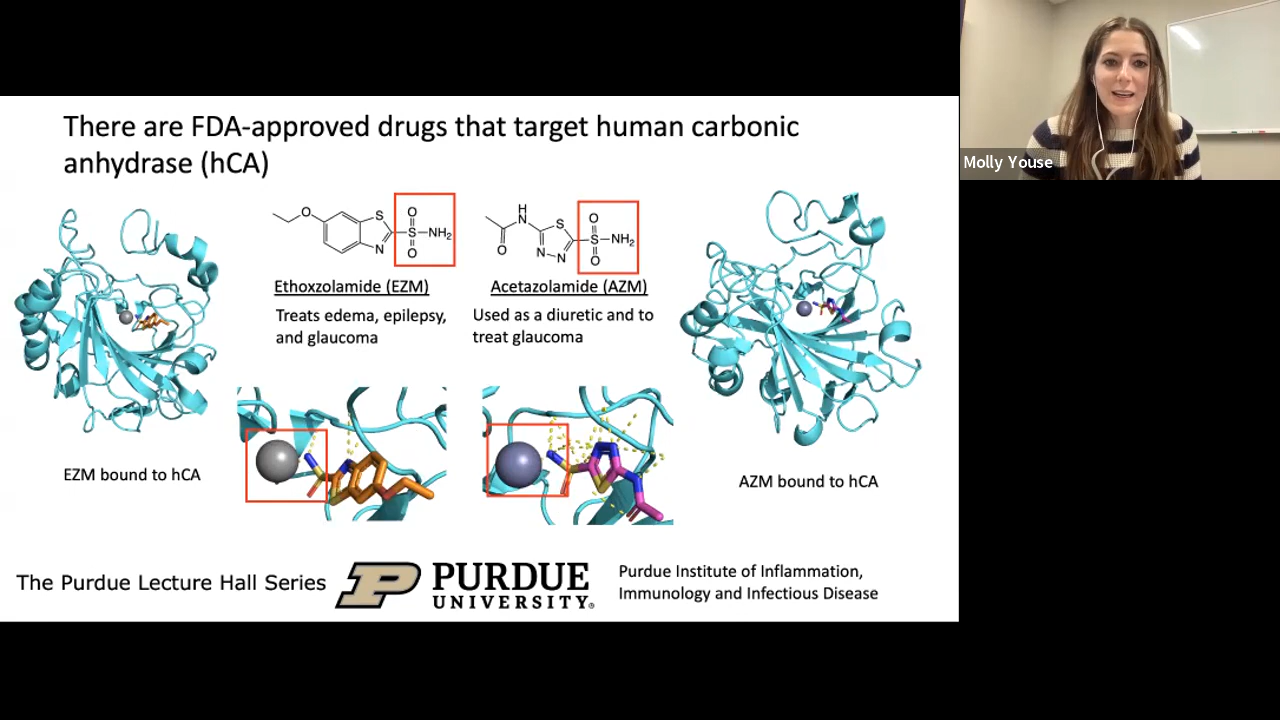 There are FDA-approved drugs that target human carbonic
anhydrase (hCA)
O
S
N
O
S
O
NH₂
H
N
O
S
N
N
O
S
O
NH₂
Ethoxzolamide (EZM)
Treats edema, epilepsy,
and glaucoma
Acetazolamide (AZM)
Used as a diuretic and to
treat glaucoma
EZM bound to hCA
AZM bound to hCA
The Purdue Lecture Hall Series
P
PURDUE
UNIVERSITY®
Purdue Institute of Inflammation,
Immunology and Infectious Disease
Molly Youse